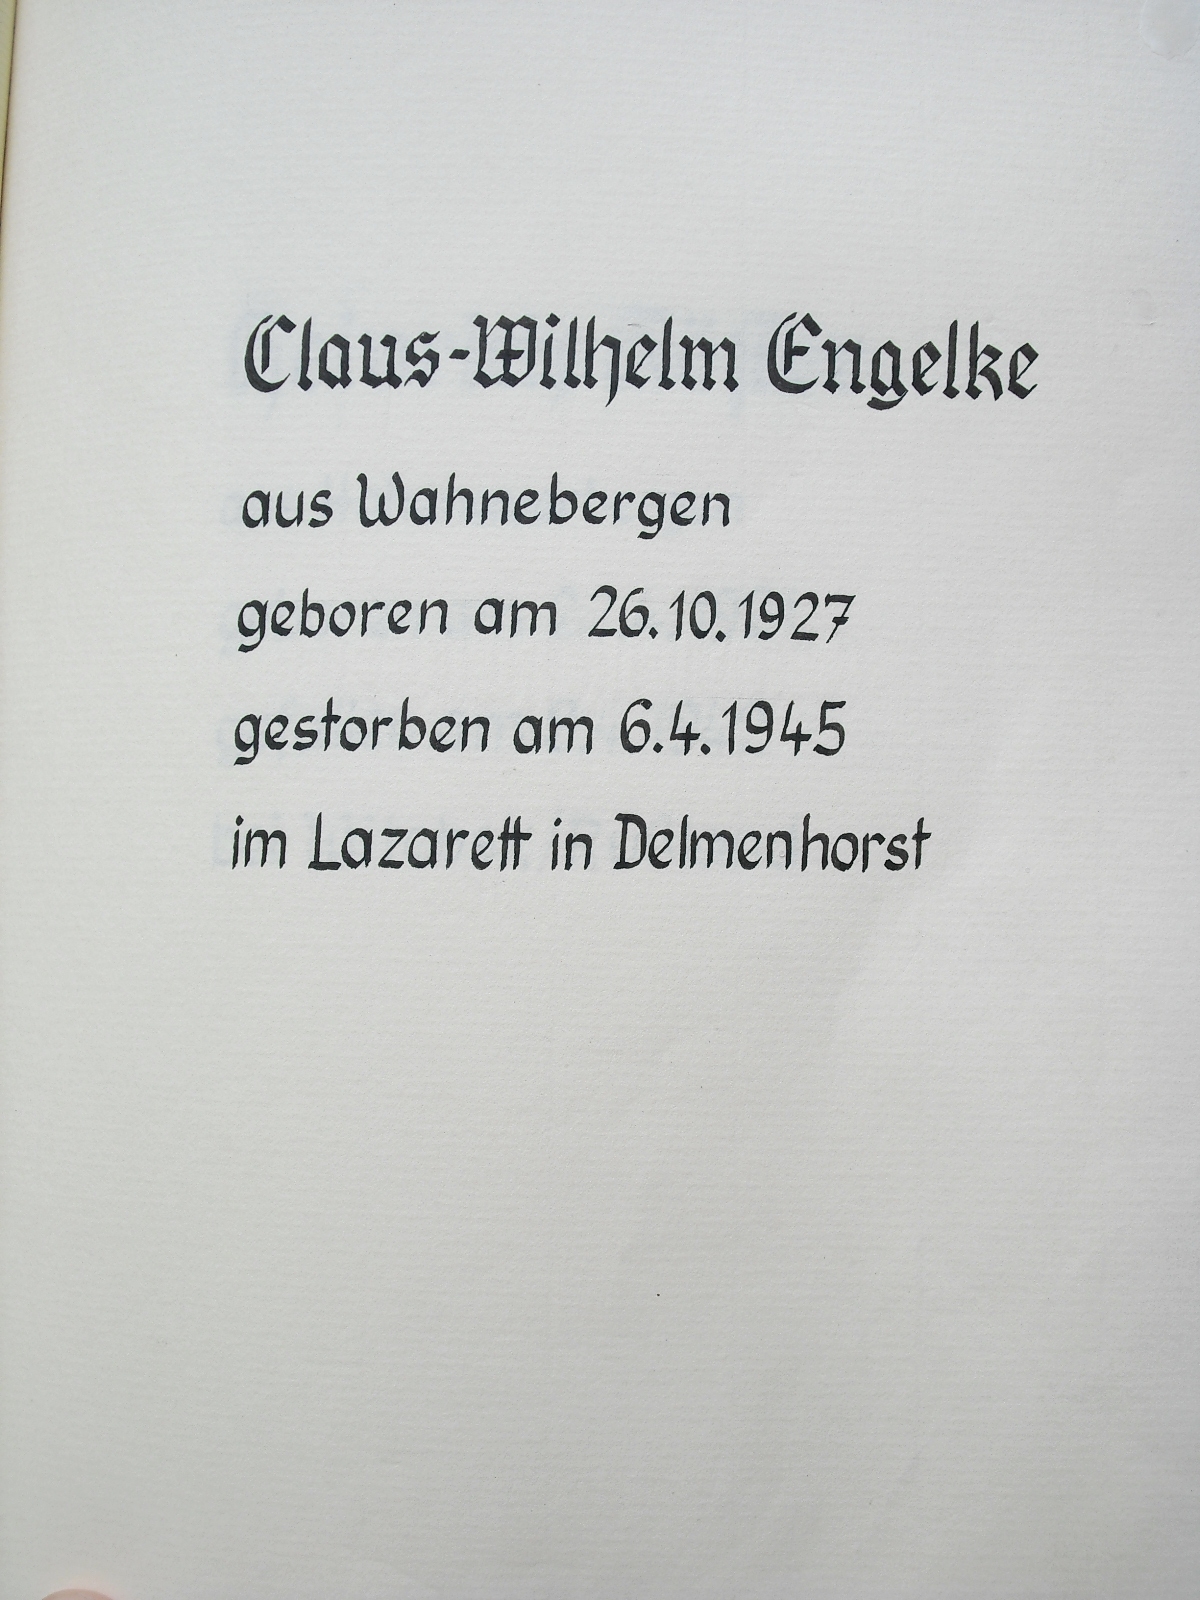 Claus-Wilhelm Engelke
aus Wahnebergen
geboren am 26.10.1927
gestorben am 6.4.1945
im Lazarett in Delmenhorst